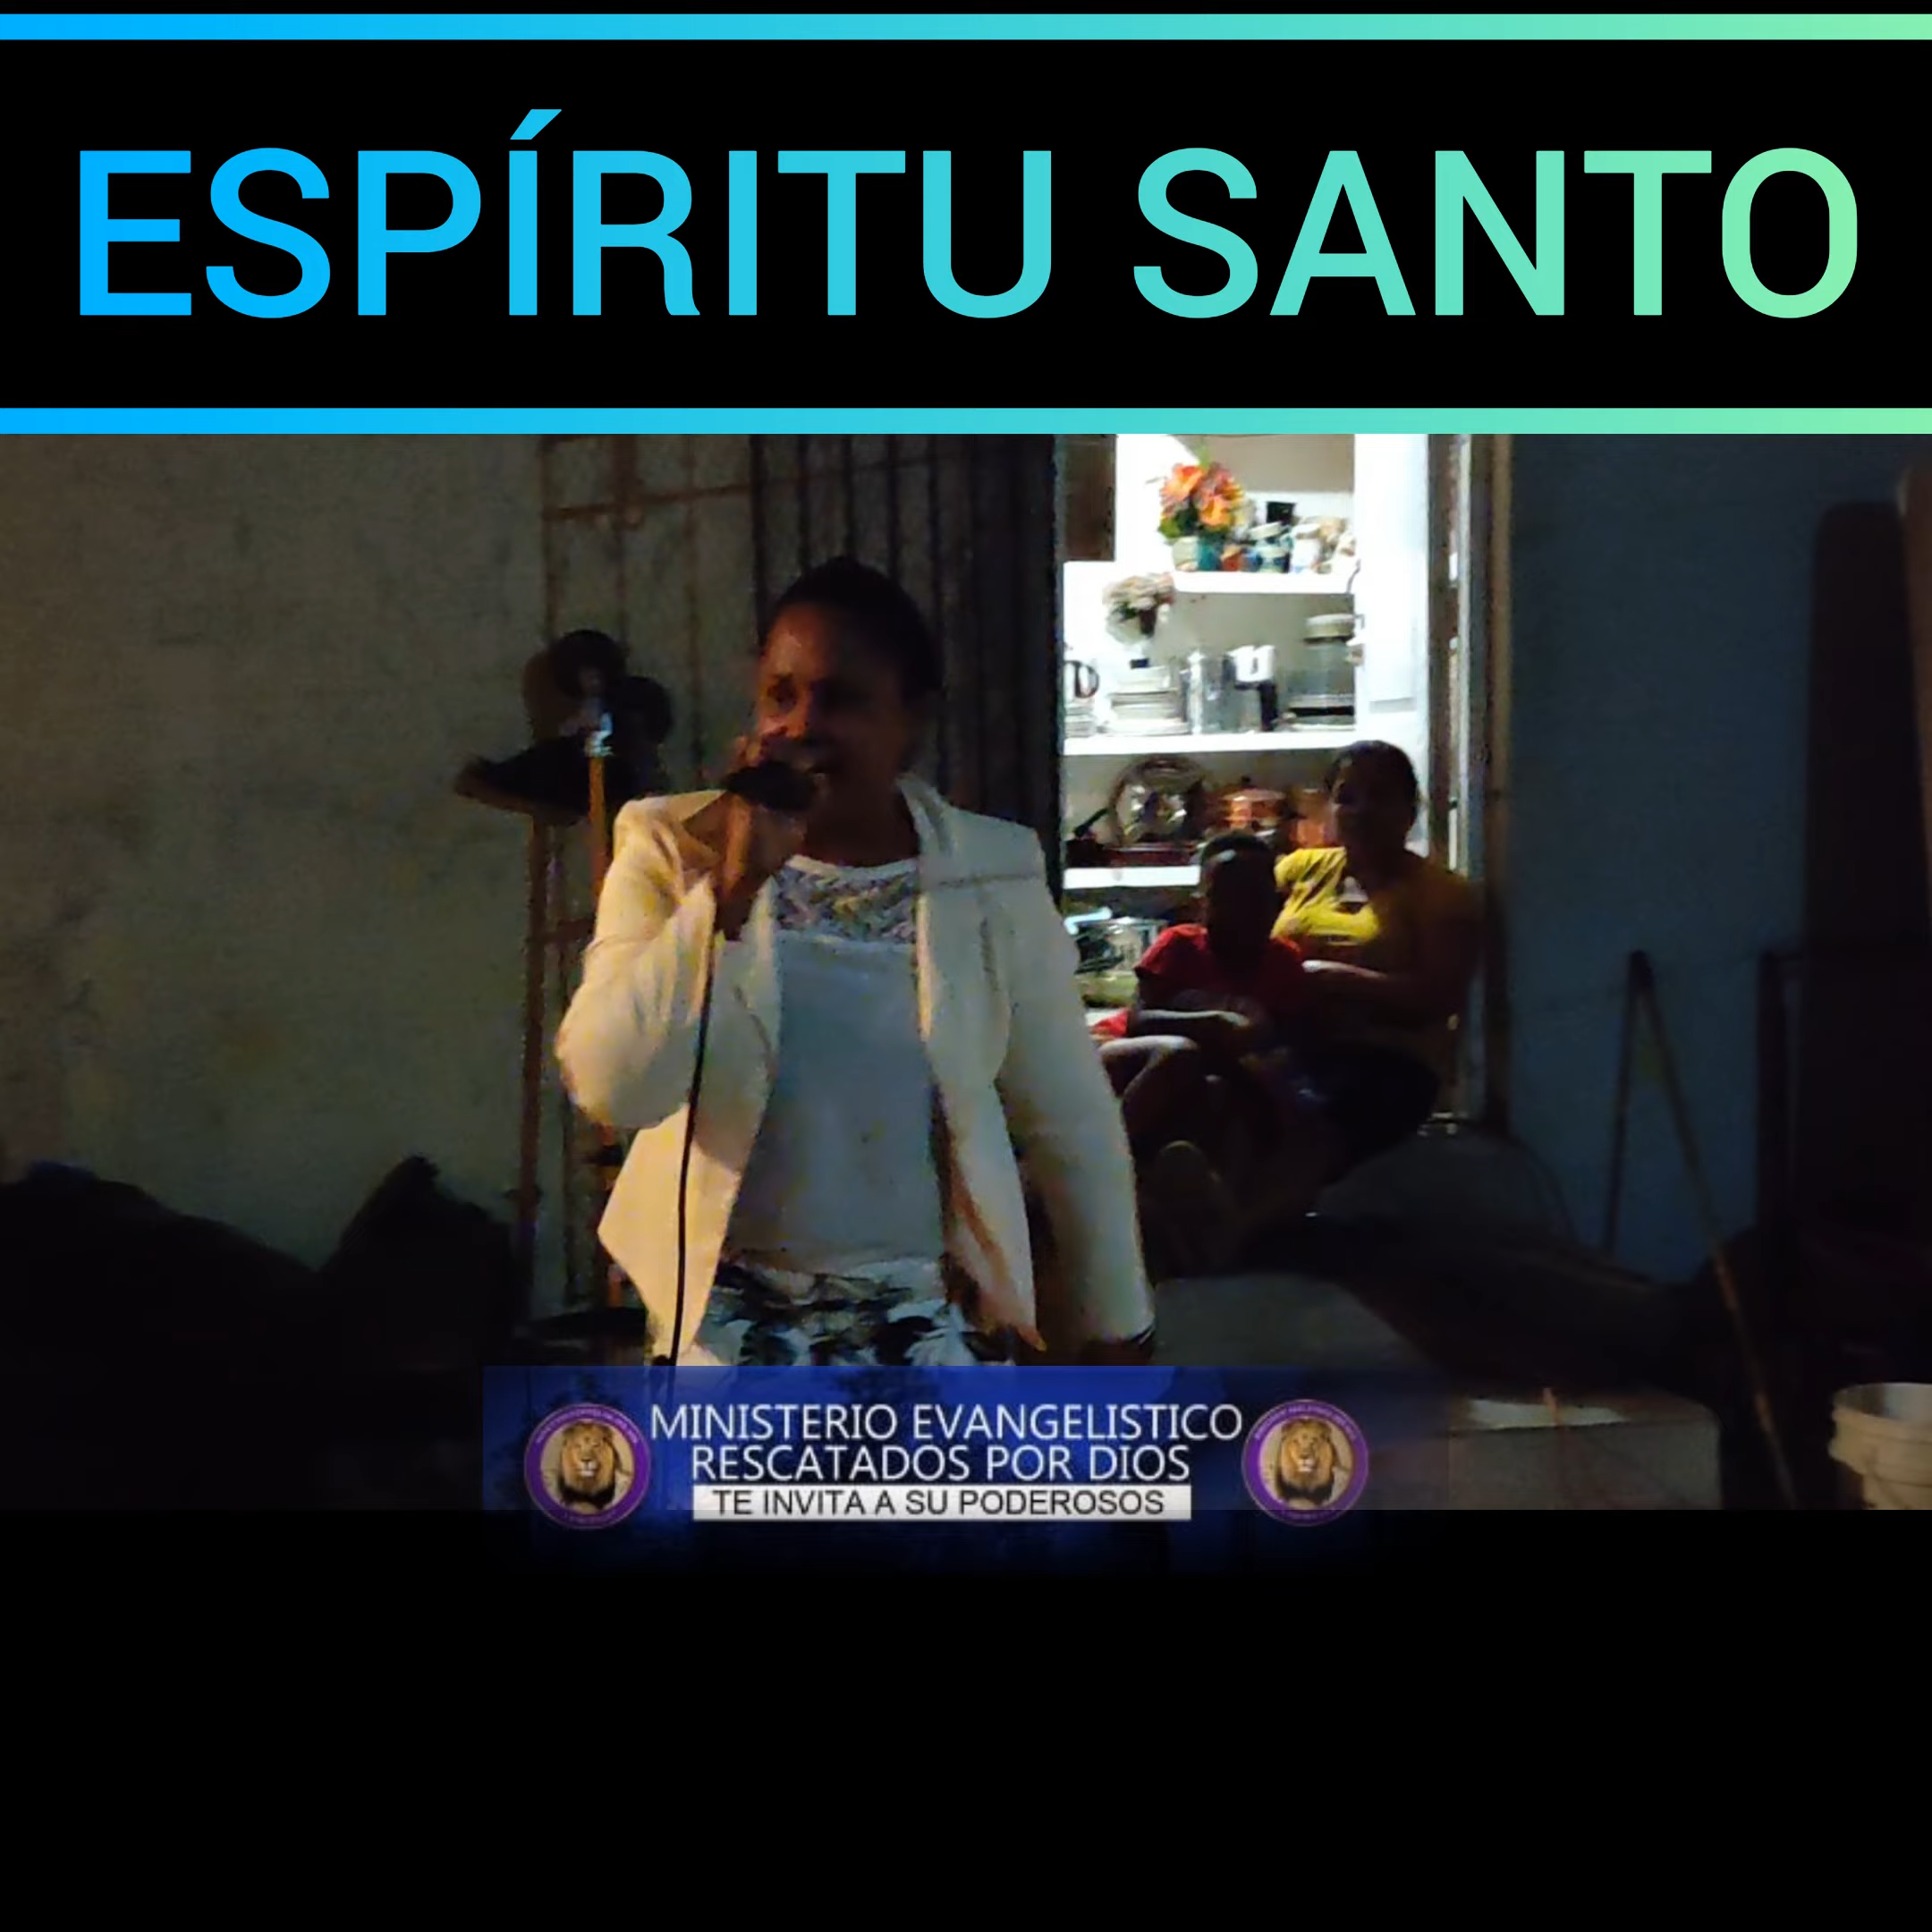 ESPÍRITU SANTO
MINISTERIO EVANGELISTICO
RESCATADOS POR DIOS
TE INVITA A SU PODEROSOS